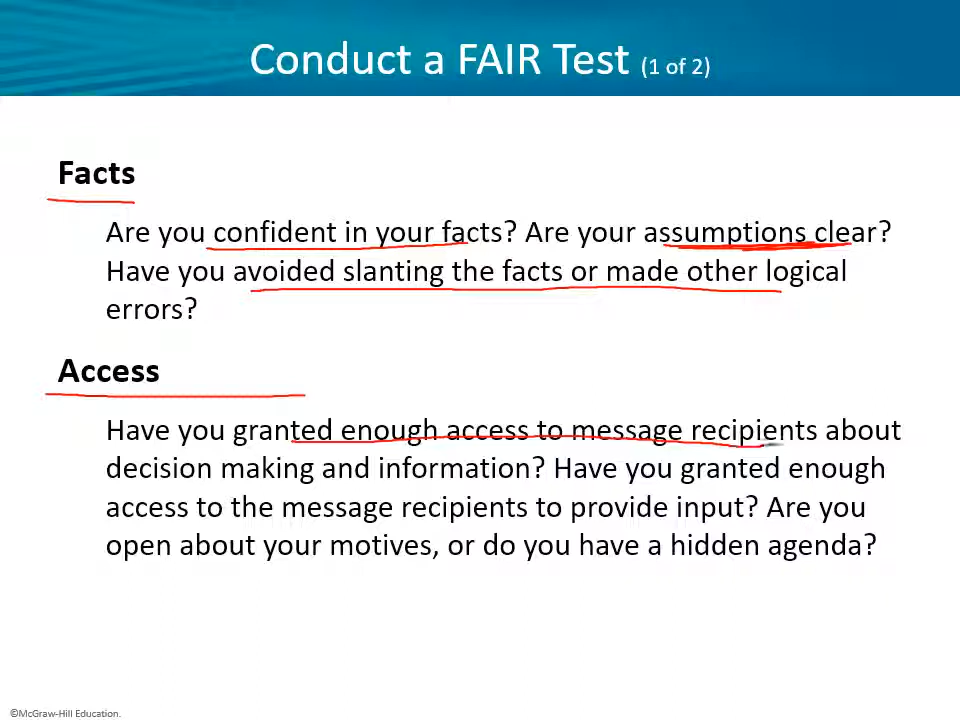 Conduct a FAIR Test (1 of 2)
Facts
Are you confident in your facts? Are your assumptions clear?
Have you avoided slanting the facts or made other logical
errors?
Access
Have you granted enough access to message recipients about
decision making and information? Have you granted enough
access to the message recipients to provide input? Are you
open about your motives, or do you have a hidden agenda?
©McGraw-Hill Education.